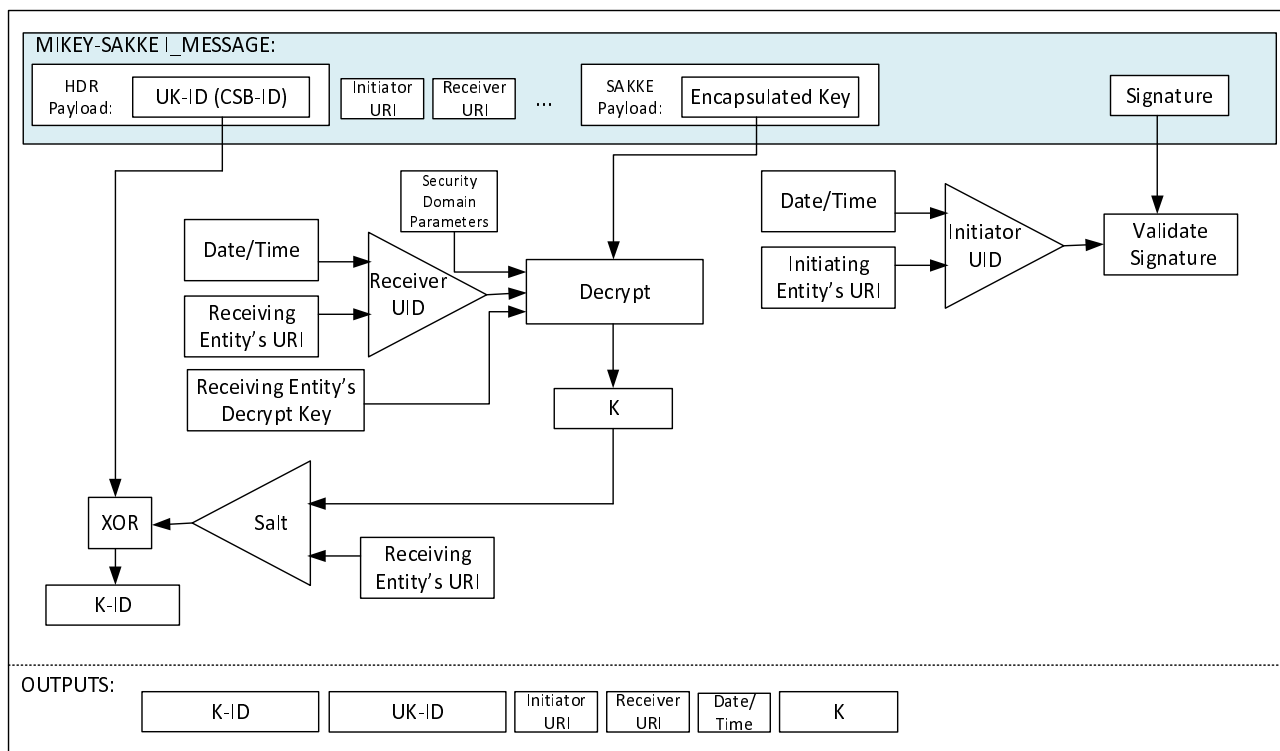 MIKEY-SAKKE I_MESSAGE:
HDR
Payload:
UK-ID (CSB-ID)
Initiator
URI
Receiver
URI
...
SAKKE
Payload:
Encapsulated Key
Signature
Security
Domain
Parameters
Date/Time
Receiving
Entity's URI
Receiver
UID
Receiving Entity's
Decrypt Key
Decrypt
K
Date/Time
Initiating
Entity's URI
Initiator
UID
Validate
Signature
XOR
Salt
Receiving
Entity's URI
K-ID
OUTPUTS:
K-ID
UK-ID
Initiator
URI
Receiver
URI
Date/
Time
K